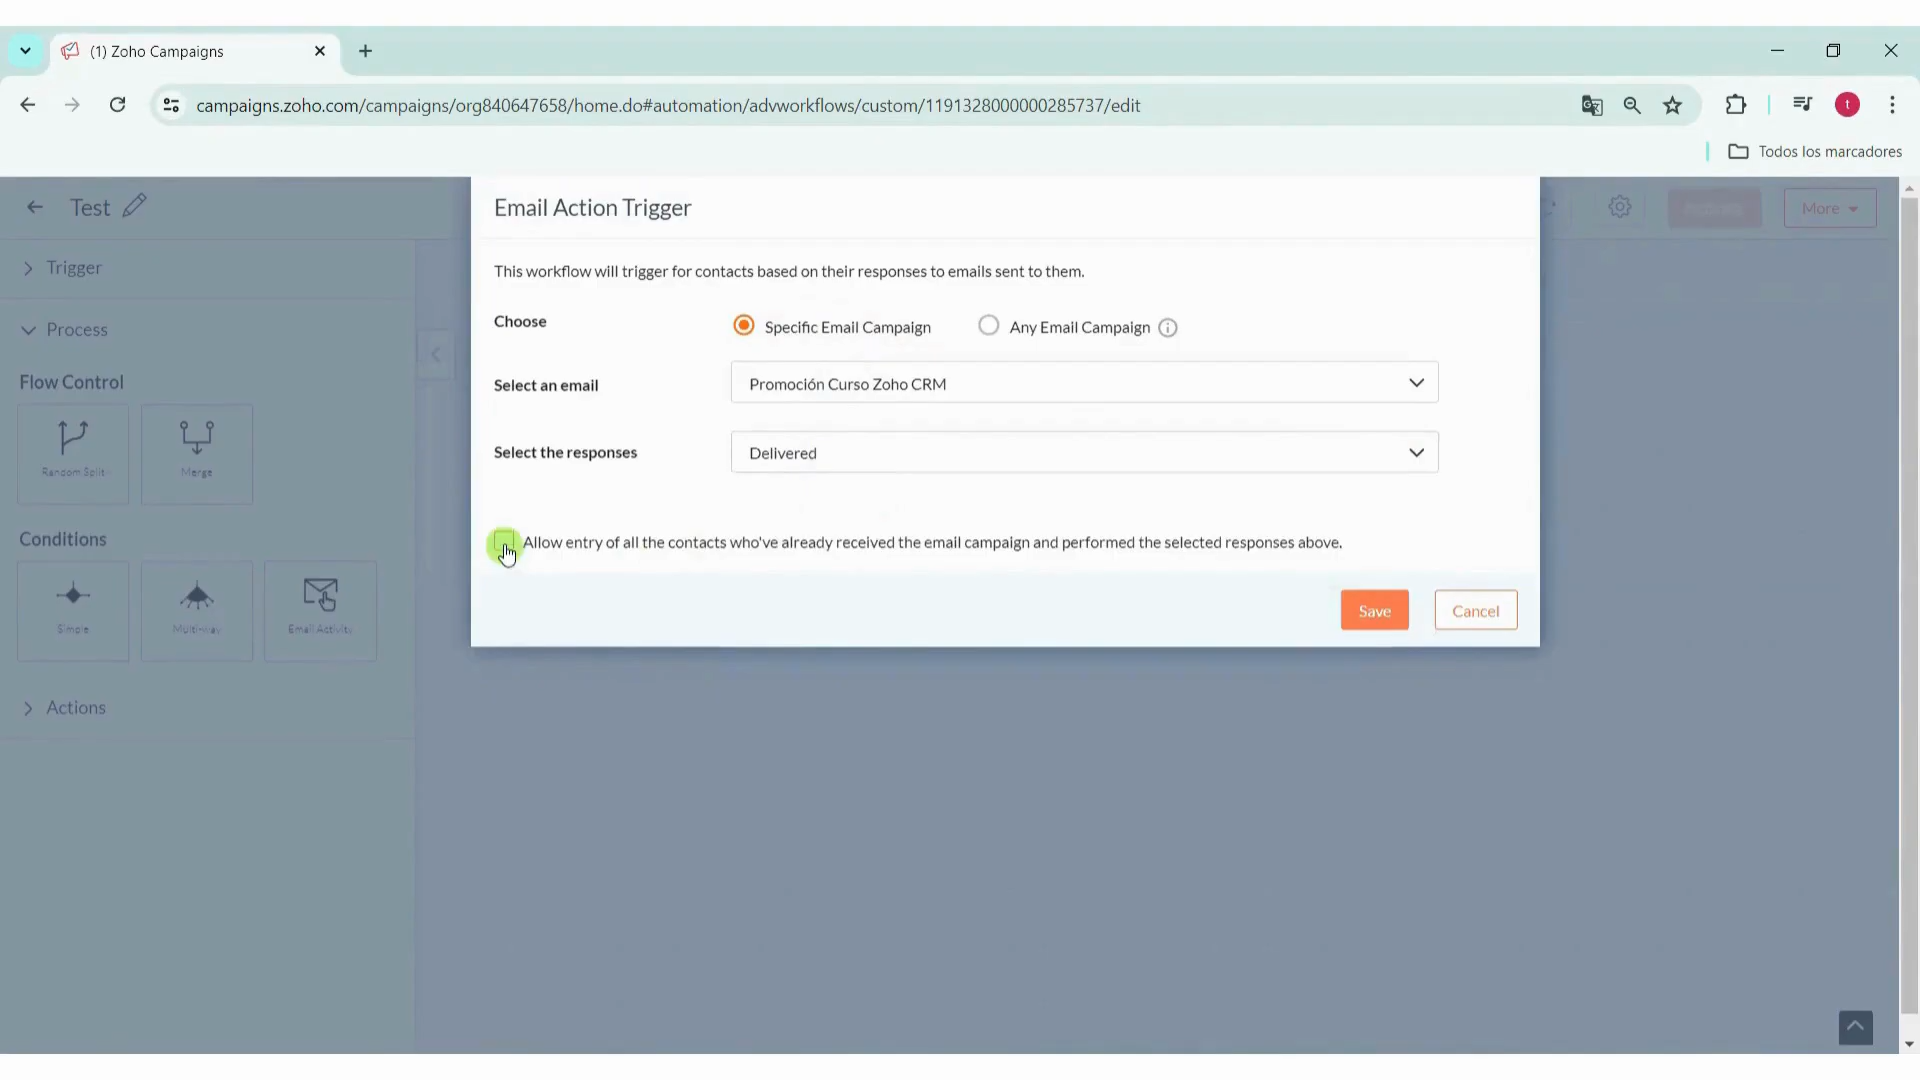 (1) Zoho Campaigns
campaigns.zoho.com/campaigns/org840647658/home.do#automation/advworkflows/custom/1191328000000285737/edit
t
Todos los marcadores
Test
Email Action Trigger
More
Trigger
This workflow will trigger for contacts based on their responses to emails sent to them.
Choose
Specific Email Campaign
Any Email Campaign
Process
Flow Control
Select an email
Promoción Curso Zoho CRM
Random Split
Merge
Select the responses
Delivered
Conditions
Allow entry of all the contacts who've already received the email campaign and performed the selected responses above.
Simple
Multi-way
Email Activity
Save
Cancel
Actions